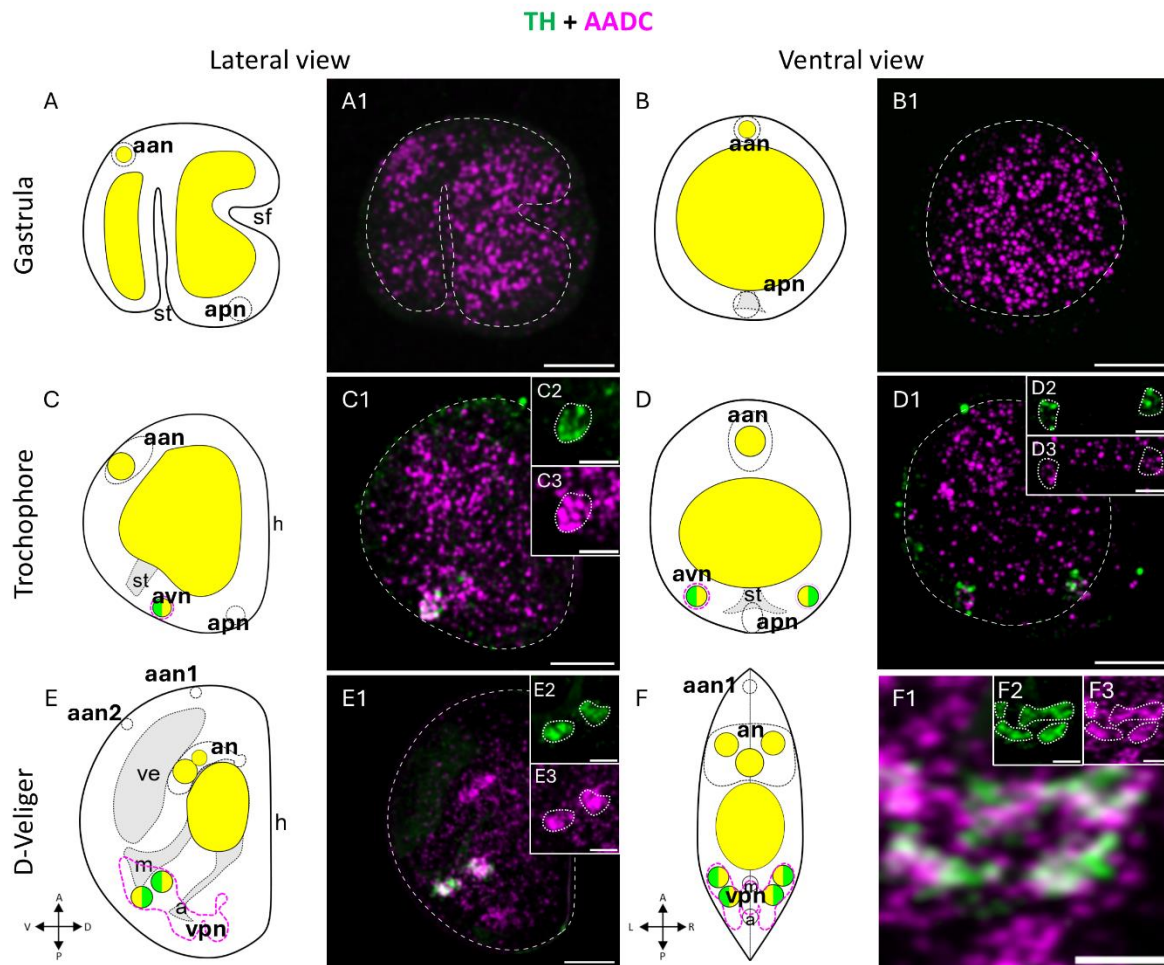 TH + AADC
Lateral view
Ventral view
Gastrula
A
aan
sf
st
apn
A1
B
aan
apn
B1
Trochophore
C
aan
h
st
avn
apn
C1
C2
C3
D
aan
avn
st
apn
D1
D2
D3
D-Veliger
E
aan1
aan2
an
ve
h
m
a
vpn
A
V
D
P
E1
E2
E3
F
aan1
an
m
vpn
a
A
L
R
P
F1
F2
F3